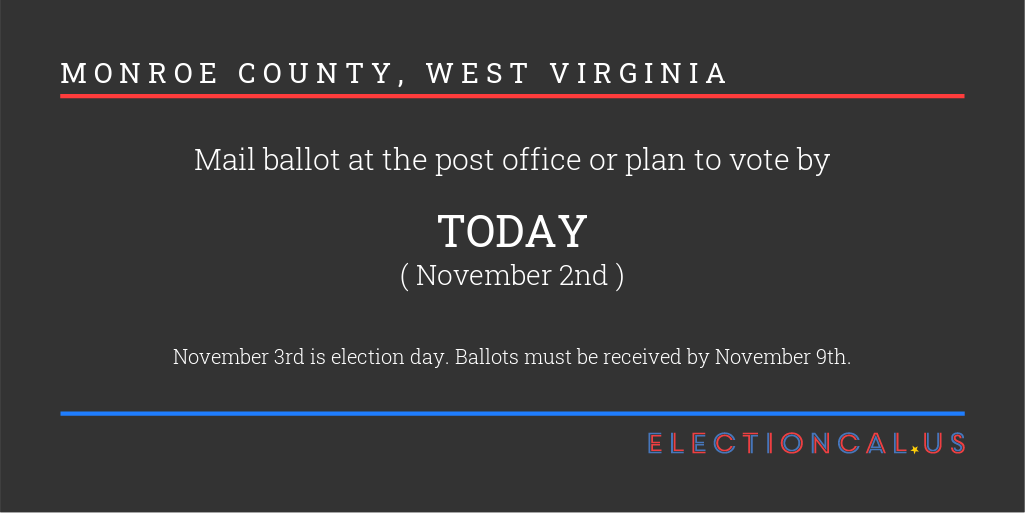 MONROE COUNTY, WEST VIRGINIA
Mail ballot at the post office or plan to vote by
TODAY
( November 2nd )
November 3rd is election day. Ballots must be received by November 9th.
ELECTIONCAL★US